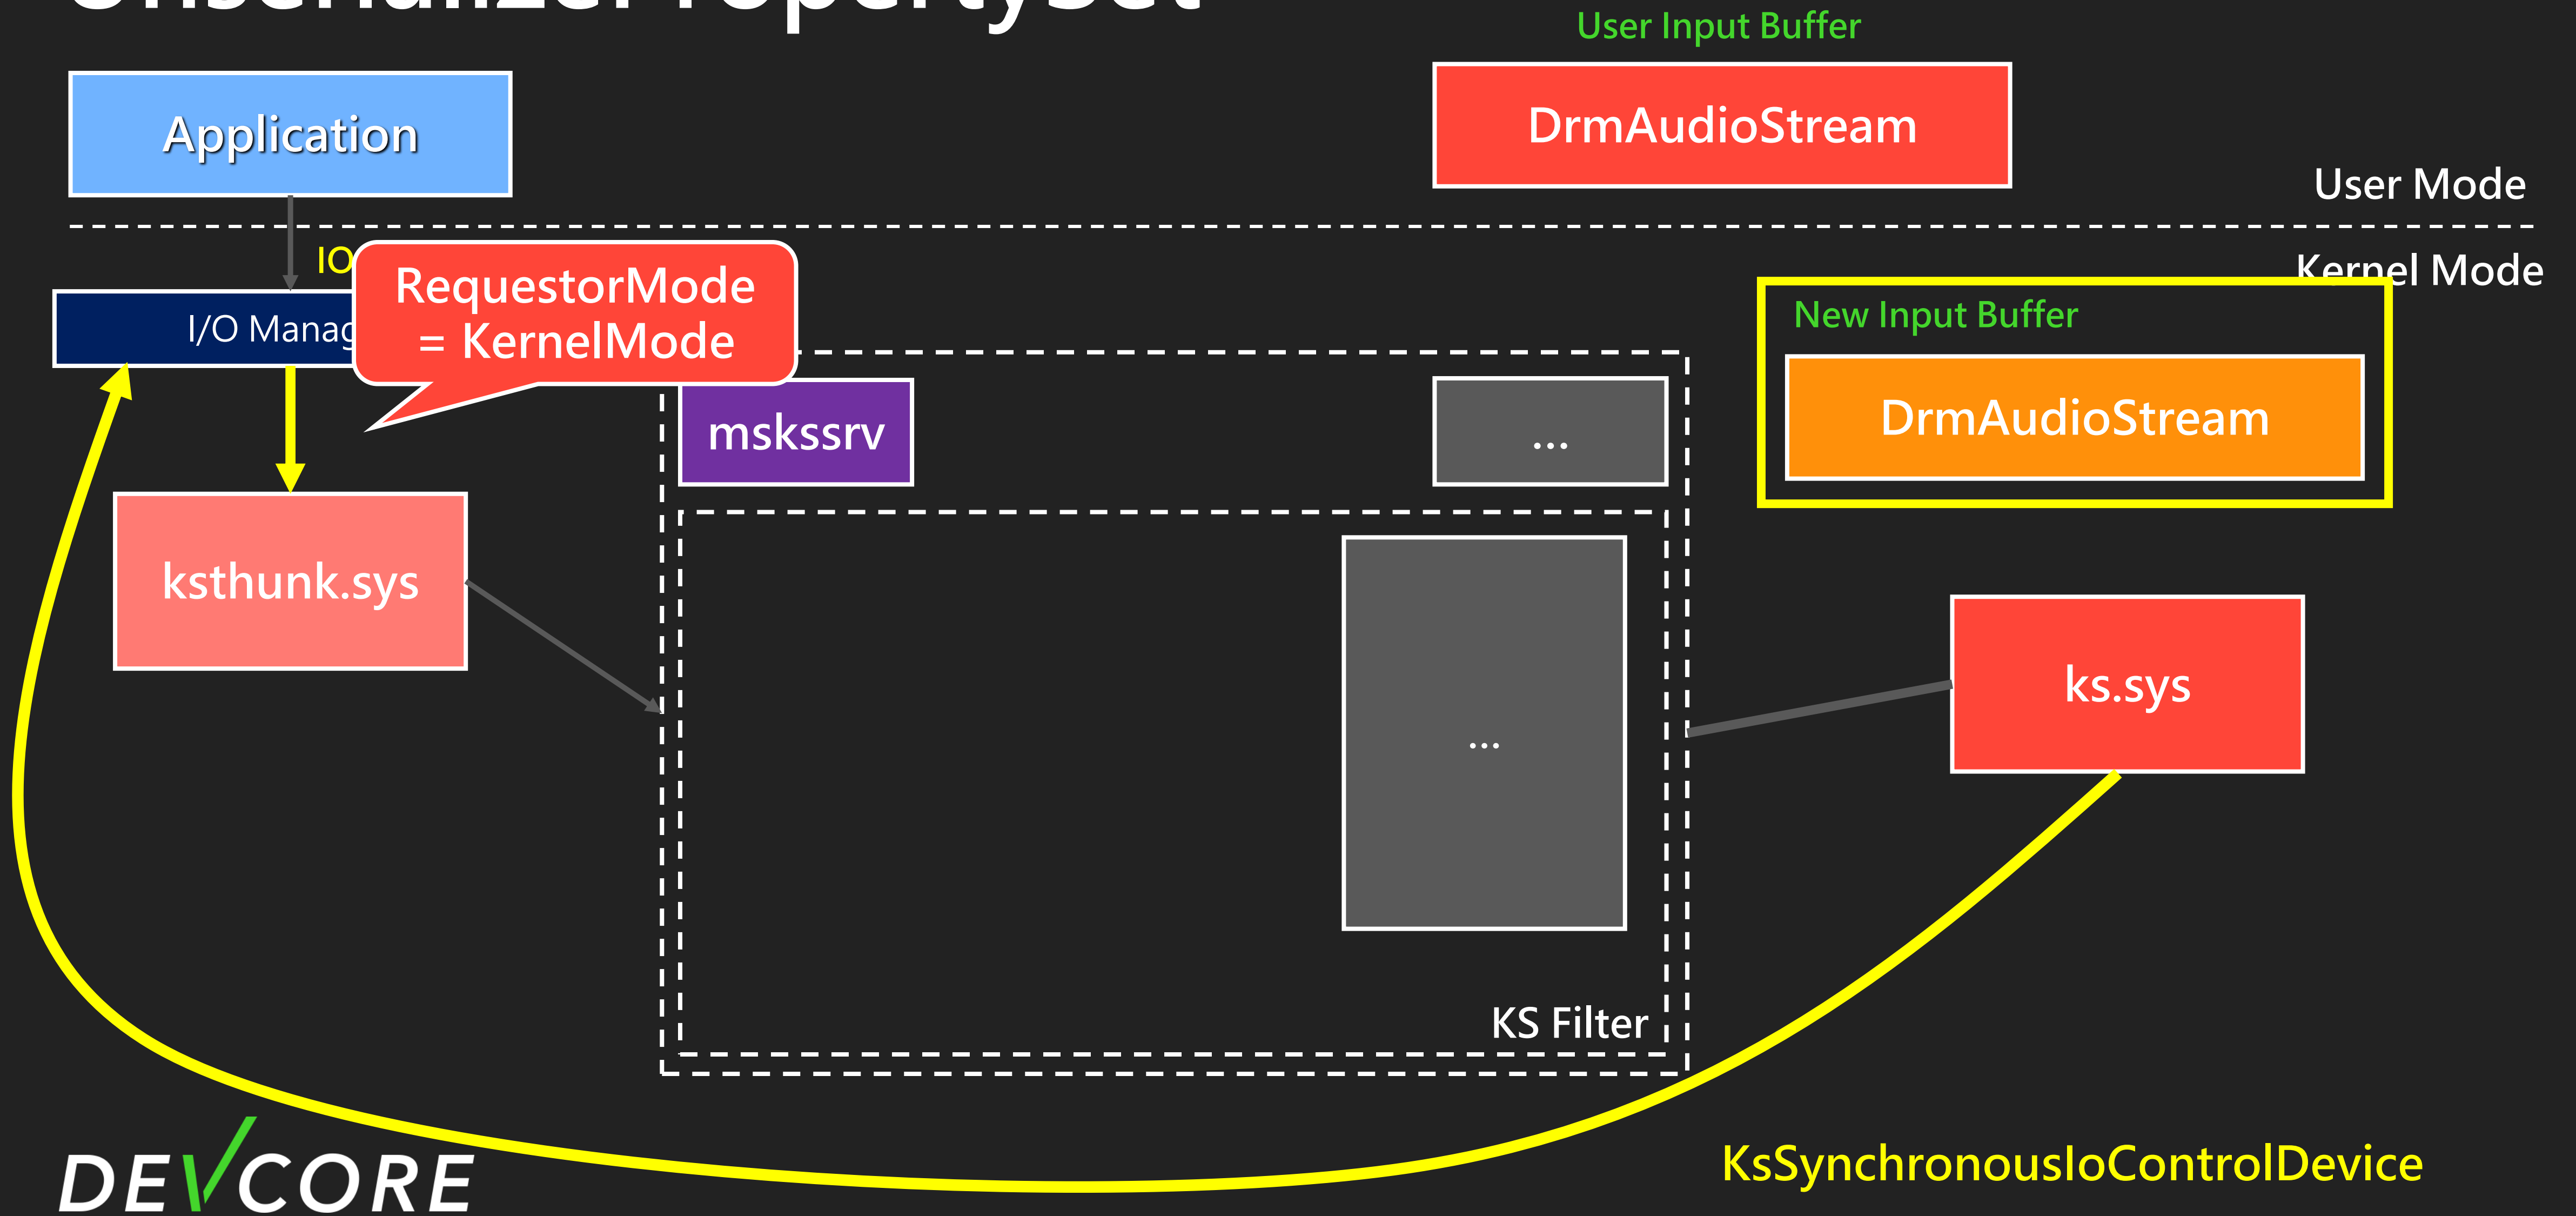 User Input Buffer
Application
DrmAudioStream
User Mode
IO
Kernel Mode
RequestorMode
= KernelMode
I/O Manag
New Input Buffer
mskssrv
...
DrmAudioStream
ksthunk.sys
ks.sys
...
KS Filter
DEVCORE
KsSynchronousIoControlDevice